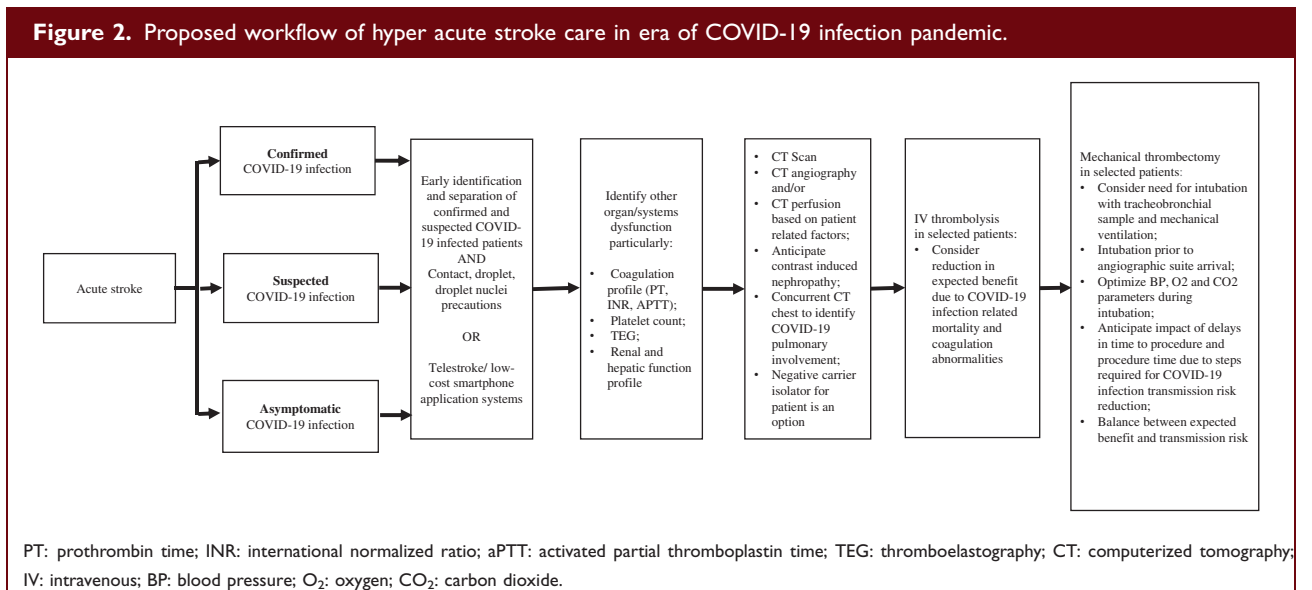 Figure 2. Proposed workflow of hyper acute stroke care in era of COVID-19 infection pandemic.
Acute stroke
Confirmed
COVID-19 infection
Suspected
COVID-19 infection
Asymptomatic
COVID-19 infection
Early identification
and separation of
confirmed and
suspected COVID-
19 infected patients
AND
Contact, droplet,
droplet nuclei
precautions
OR
Telestroke/ low-
cost smartphone
application systems
Identify other
organ/systems
dysfunction
particularly:
• Coagulation
profile (PT,
INR, APTT);
• Platelet count;
• TEG;
• Renal and
hepatic function
profile
• CT Scan
• CT angiography
and/or
• CT perfusion
based on patient
related factors;
• Anticipate
contrast induced
nephropathy;
• Concurrent CT
chest to identify
COVID-19
pulmonary
involvement;
• Negative carrier
isolator for
patient is an
option
IV thrombolysis
in selected patients:
• Consider
reduction in
expected benefit
due to COVID-19
infection related
mortality and
coagulation
abnormalities
Mechanical thrombectomy
in selected patients:
• Consider need for intubation
with tracheobronchial
sample and mechanical
ventilation;
• Intubation prior to
angiographic suite arrival;
• Optimize BP, O2 and CO2
parameters during
intubation;
• Anticipate impact of delays
in time to procedure and
procedure time due to steps
required for COVID-19
infection transmission risk
reduction;
• Balance between expected
benefit and transmission risk
PT: prothrombin time; INR: international normalized ratio; aPTT: activated partial thromboplastin time; TEG: thromboelastography; CT: computerized tomography;
IV: intravenous; BP: blood pressure; O₂: oxygen; CO₂: carbon dioxide.